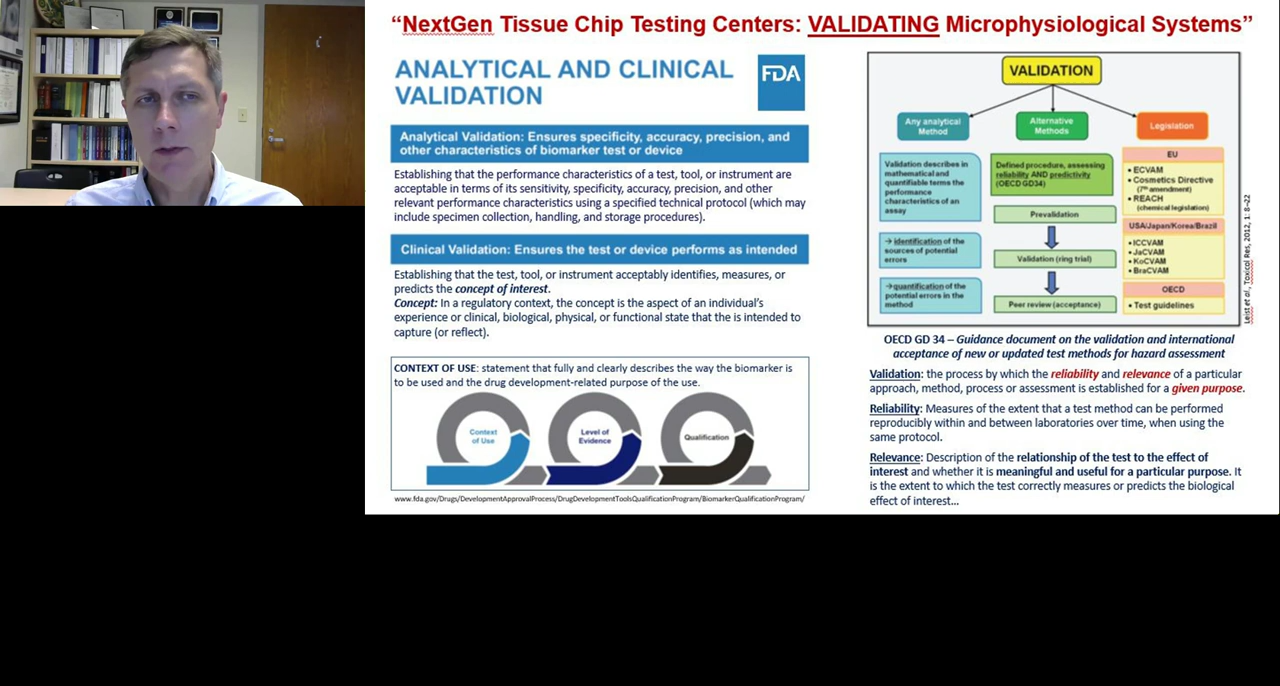 “NextGen Tissue Chip Testing Centers: VALIDATING Microphysiological Systems”
ANALYTICAL AND CLINICAL
VALIDATION
FDA
Analytical Validation: Ensures specificity, accuracy, precision, and
other characteristics of biomarker test or device
Establishing that the performance characteristics of a test, tool, or instrument are
acceptable in terms of its sensitivity, specificity, accuracy, precision, and other
relevant performance characteristics using a specified technical protocol (which may
include specimen collection, handling, and storage procedures).
Clinical Validation: Ensures the test or device performs as intended
Establishing that the test, tool, or instrument acceptably identifies, measures, or
predicts the concept of interest.
Concept: In a regulatory context, the concept is the aspect of an individual’s
experience or clinical, biological, physical, or functional state that the is intended to
capture (or reflect).
CONTEXT OF USE: statement that fully and clearly describes the way the biomarker is
to be used and the drug development-related purpose of the use.
Context
of Use
Level of
Evidence
Qualification
www.fda.gov/Drugs/DevelopmentApprovalProcess/DrugDevelopmentToolsQualificationProgram/BiomarkerQualificationProgram/
VALIDATION
Any analytical
Method
Alternative
Methods
Legislation
Validation describes in
mathematical and
quantifiable terms the
performance
characteristics of an
assay
→ identification of the
sources of potential
errors
→quantification of the
potential errors in the
method
Defined procedure, assessing
reliability AND predictivity
(OECD GD34)
Prevalidation
Validation (ring trial)
Peer review (acceptance)
EU
• ECVAM
• Cosmetics Directive
(7th amendment)
• REACH
(chemical legislation)
USA/Japan/Korea/Brazil
• ICCVAM
• JaCVAM
• KoCVAM
• BraCVAM
OECD
• Test guidelines
Leist et al., Toxicol Res, 2012, 1: 8–22
OECD GD 34 – Guidance document on the validation and international
acceptance of new or updated test methods for hazard assessment
Validation: the process by which the reliability and relevance of a particular
approach, method, process or assessment is established for a given purpose.
Reliability: Measures of the extent that a test method can be performed
reproducibly within and between laboratories over time, when using the
same protocol.
Relevance: Description of the relationship of the test to the effect of
interest and whether it is meaningful and useful for a particular purpose. It
is the extent to which the test correctly measures or predicts the biological
effect of interest…